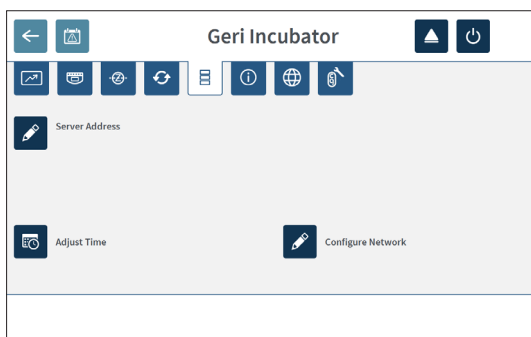 Geri Incubator
Server Address
Adjust Time
Configure Network